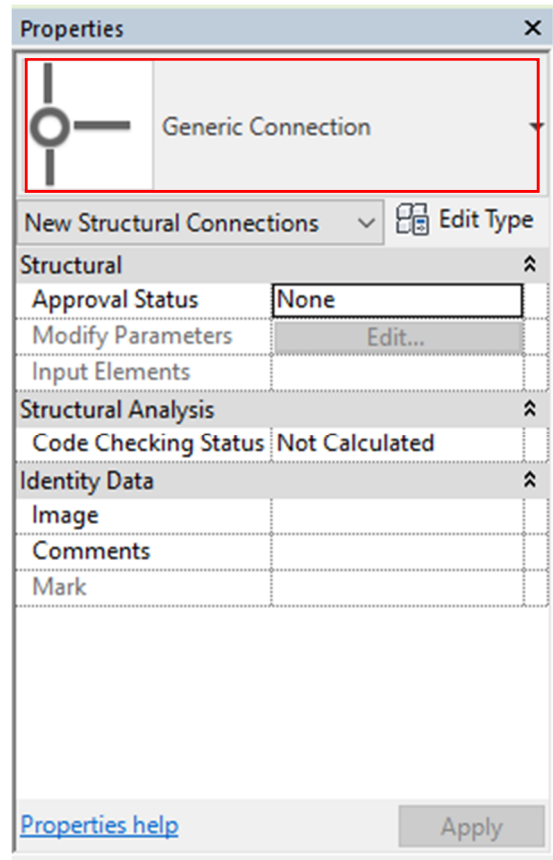 Properties
Generic Connection
New Structural Connections Edit Type
Structural
Approval Status None
Modify Parameters Edit...
Input Elements
Structural Analysis
Code Checking Status Not Calculated
Identity Data
Image
Comments
Mark
Properties help Apply